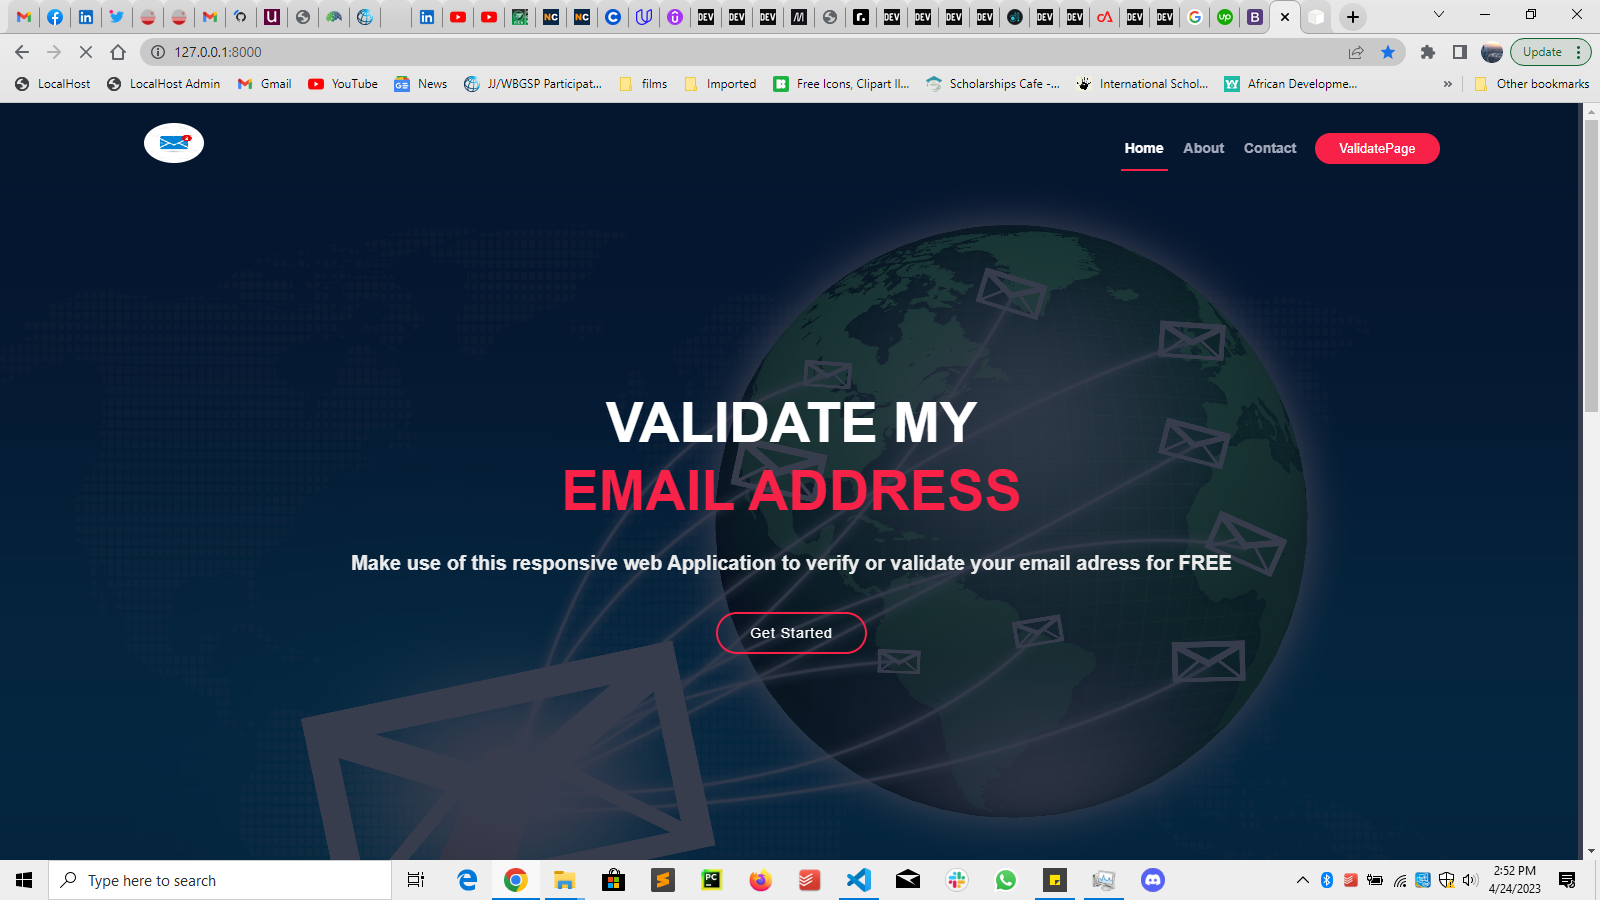 127.0.0.1:8000
Update
LocalHost
LocalHost Admin
Gmail
YouTube
News
JJ/WBGSP Participat...
films
Imported
Free Icons, Clipart Il...
Scholarships Cafe -...
International Schol...
African Developme...
»
Other bookmarks
Home
About
Contact
ValidatePage
VALIDATE MY
EMAIL ADDRESS
Make use of this responsive web Application to verify or validate your email adress for FREE
Get Started
Type here to search
2:52 PM
4/24/2023